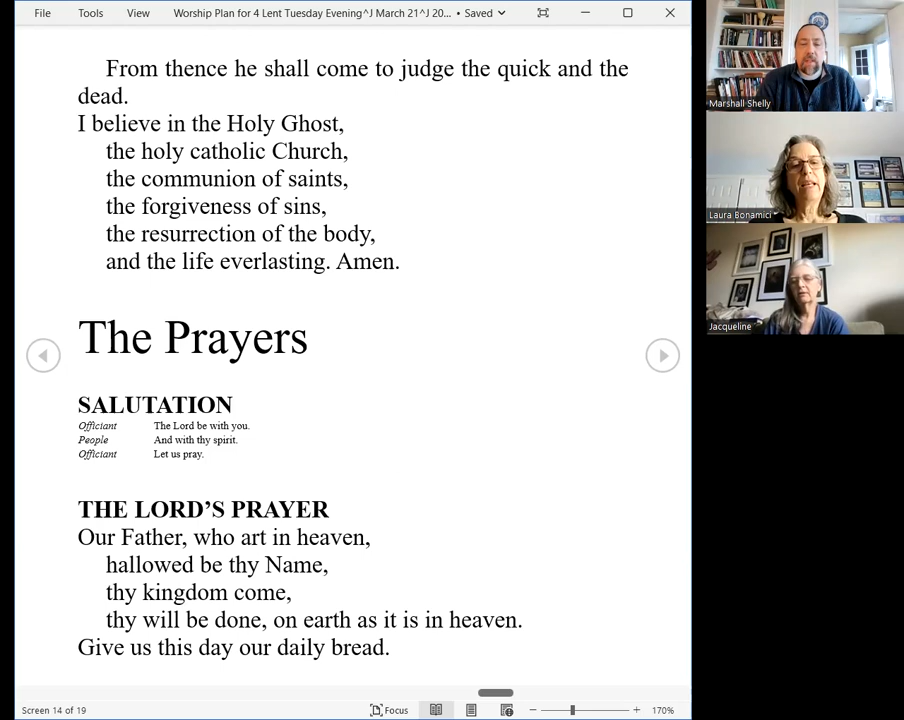 File Tools View Worship Plan for 4 Lent Tuesday Evening^J March 21^J 20... • Saved
From thence he shall come to judge the quick and the
dead.
I believe in the Holy Ghost,
the holy catholic Church,
the communion of saints,
the forgiveness of sins,
the resurrection of the body,
and the life everlasting. Amen.
The Prayers
SALUTATION
Officiant The Lord be with you.
People And with thy spirit.
Officiant Let us pray.
THE LORD’S PRAYER
Our Father, who art in heaven,
hallowed be thy Name,
thy kingdom come,
thy will be done, on earth as it is in heaven.
Give us this day our daily bread.
Screen 14 of 19 Focus 170%
Marshall Shelly
Laura Bonamici
Jacqueline